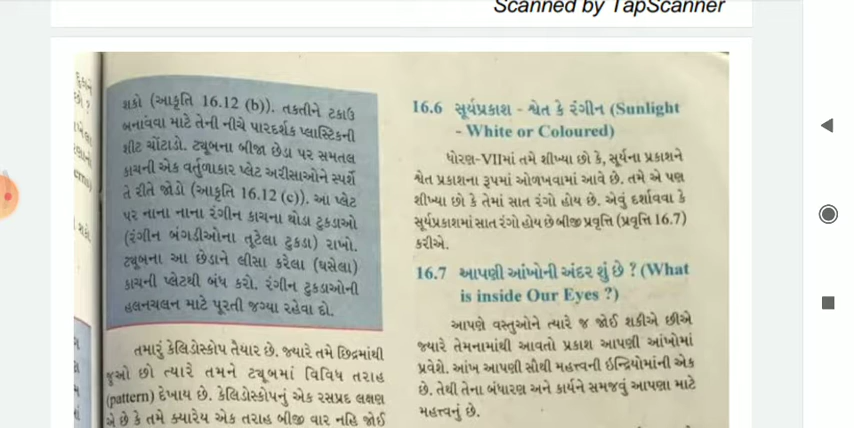 Scanned by TapScanner
શકો (આકૃતિ 16.12 (b)). તકતીને ટકાઉ
બનાવવા માટે તેની નીચે પારદર્શક પ્લાસ્ટિકની
શીટ ચોંટાડો. ટ્યૂબના બીજા છેડા પર સમતલ
કાચની એક વર્તુળાકાર પ્લેટ અરીસાઓને સ્પર્શે
તે રીતે જોડો (આકૃતિ 16.12 (c)). આ પ્લેટ
પર નાના નાના રંગીન કાચના થોડા ટુકડાઓ
(રંગીન બંગડીઓના તૂટેલા ટુકડા) રાખો.
ટ્યૂબના આ છેડાને લીસા કરેલા (ઘસેલા)
કાચની પ્લેટથી બંધ કરો. રંગીન ટુકડાઓની
હલનચલન માટે પૂરતી જગ્યા રહેવા દો.
તમારું કેલિડોસ્કોપ તૈયાર છે. જ્યારે તમે છિદ્રમાંથી
જુઓ છો ત્યારે તમને ટ્યૂબમાં વિવિધ તરાહ
(pattern) દેખાય છે. કેલિડોસ્કોપનું એક રસપ્રદ લક્ષણ
એ છે કે તમે ક્યારેય એક તરાહ બીજી વાર નહિ જોઈ
16.6 સૂર્યપ્રકાશ - શ્વેત કે રંગીન (Sunlight
- White or Coloured)
ધોરણ-VIIમાં તમે શીખ્યા છો કે, સૂર્યના પ્રકાશને
શ્વેત પ્રકાશના રૂપમાં ઓળખવામાં આવે છે. તમે એ પણ
શીખ્યા છો કે તેમાં સાત રંગો હોય છે. એવું દર્શાવવા કે
સૂર્યપ્રકાશમાં સાત રંગો હોય છે બીજી પ્રવૃત્તિ (પ્રવૃત્તિ 16.7)
કરીએ.
16.7 આપણી આંખોની અંદર શું છે ? (What
is inside Our Eyes ?)
આપણે વસ્તુઓને ત્યારે જ જોઈ શકીએ છીએ
જ્યારે તેમનામાંથી આવતો પ્રકાશ આપણી આંખોમાં
પ્રવેશે. આંખ આપણી સૌથી મહત્ત્વની ઇન્દ્રિયોમાંની એક
છે. તેથી તેના બંધારણ અને કાર્યને સમજવું આપણા માટે
મહત્ત્વનું છે.